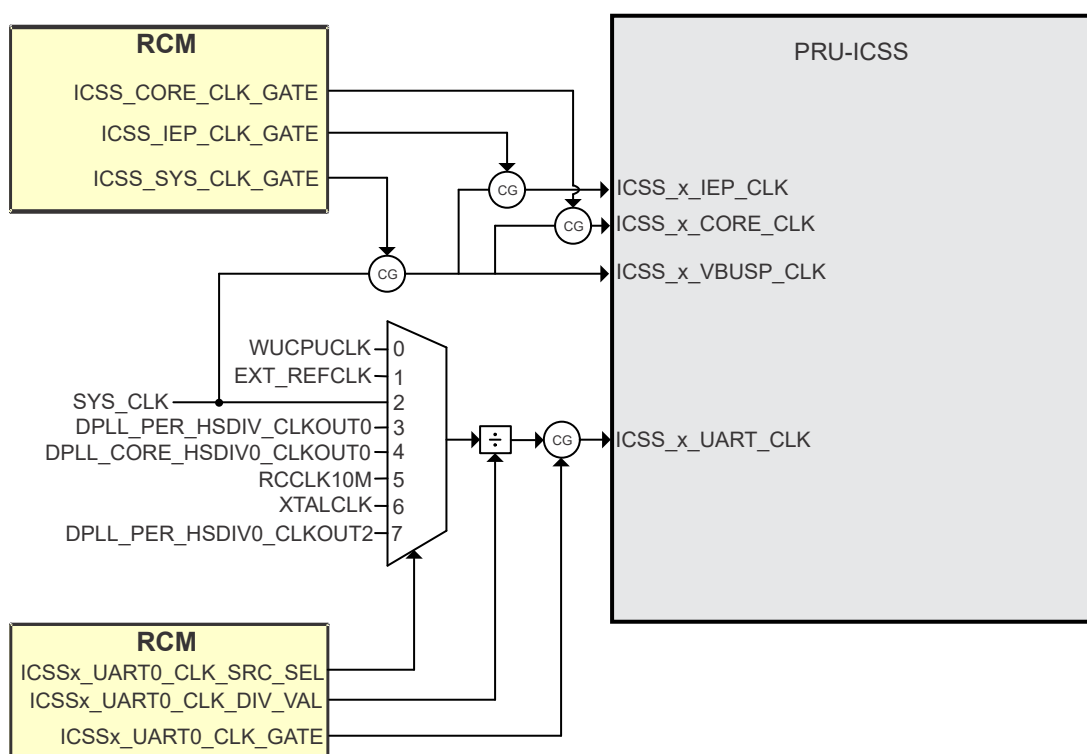 RCM
PRU-ICSS
ICSS_CORE_CLK_GATE
ICSS_IEP_CLK_GATE
ICSS_SYS_CLK_GATE
CG
ICSS_x_IEP_CLK
CG
ICSS_x_CORE_CLK
CG
ICSS_x_VBUSP_CLK
WUCPUCLK 0
EXT_REFCLK 1
SYS_CLK 2
DPLL_PER_HSDIV_CLKOUT0 3
DPLL_CORE_HSDIV0_CLKOUT0 4
÷
CG
ICSS_x_UART_CLK
RCCLK10M 5
XTALCLK 6
DPLL_PER_HSDIV0_CLKOUT2 7
RCM
ICSSx_UART0_CLK_SRC_SEL
ICSSx_UART0_CLK_DIV_VAL
ICSSx_UART0_CLK_GATE